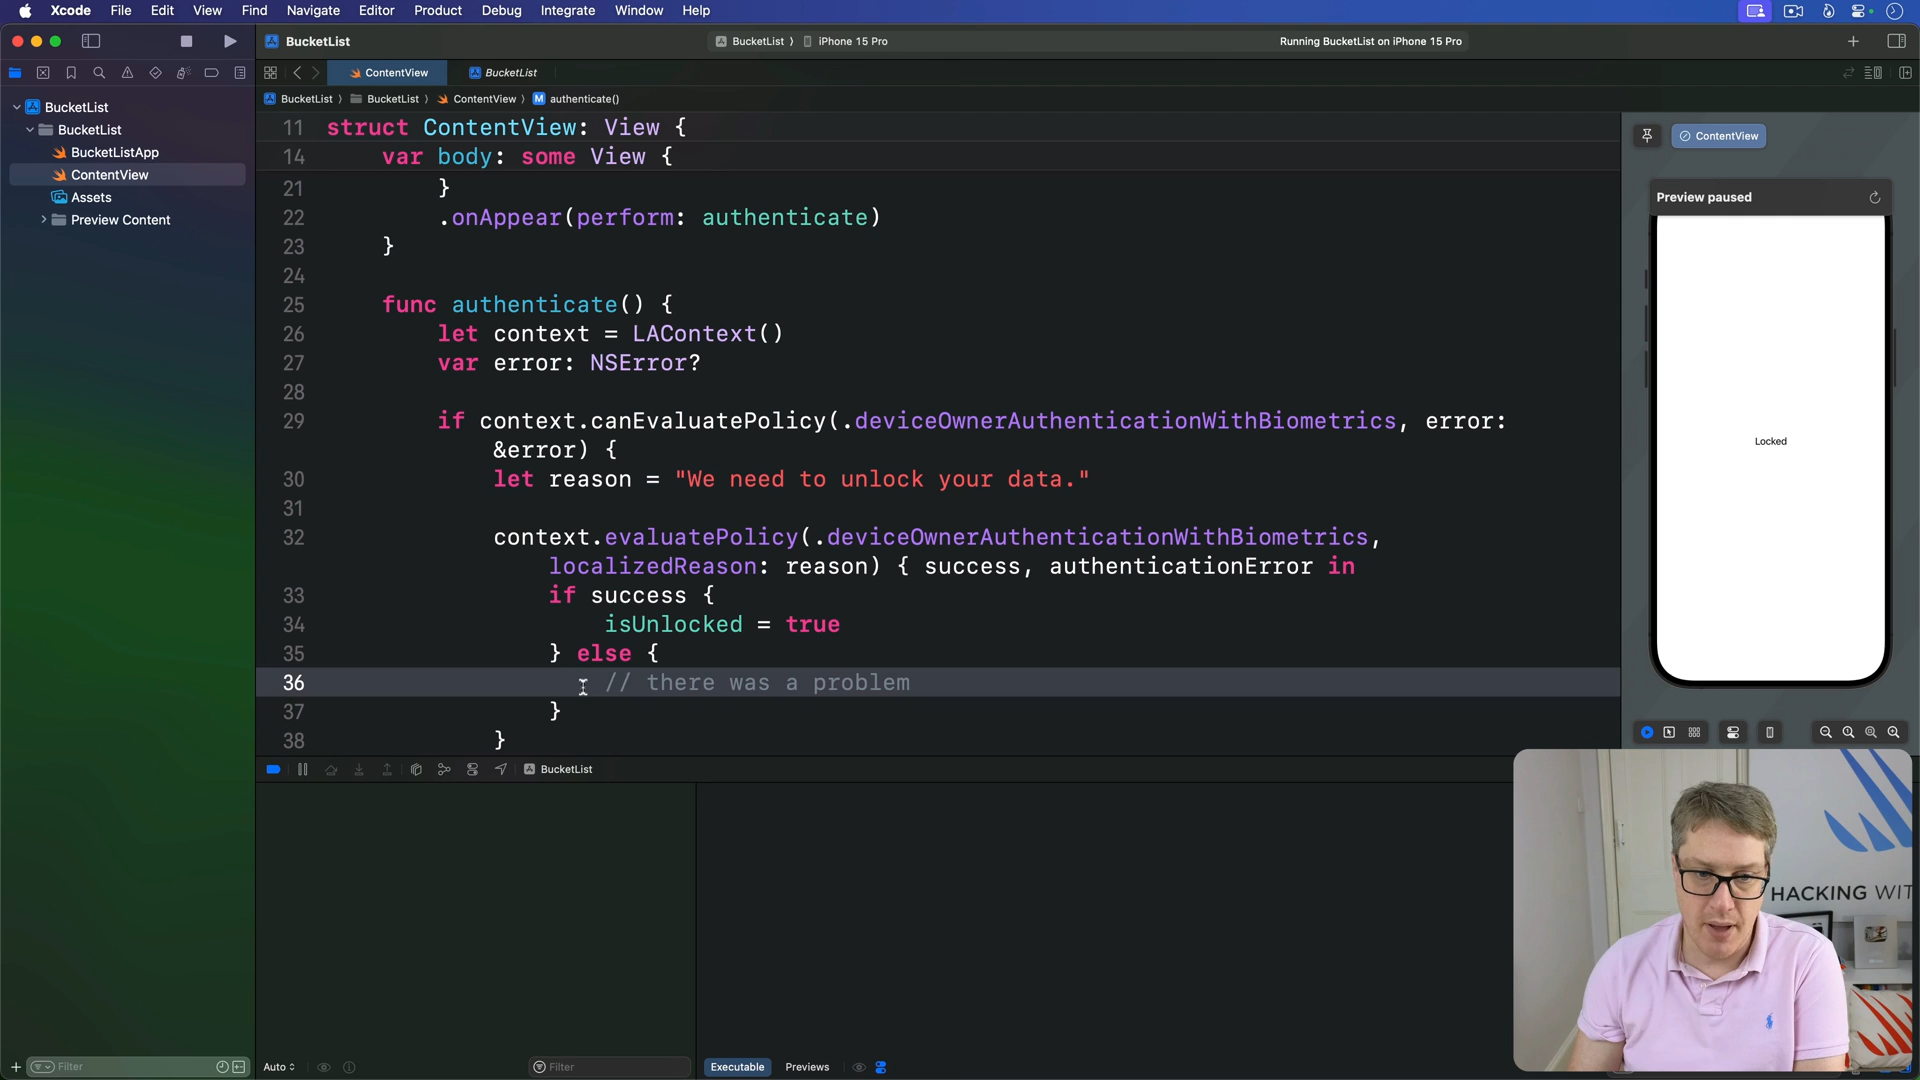 Xcode File Edit View Find Navigate Editor Product Debug Integrate Window Help
BucketList
BucketList 〉 iPhone 15 Pro
Running BucketList on iPhone 15 Pro
ContentView
BucketList
BucketList 〉 BucketList 〉 ContentView 〉 M authenticate()
BucketList
BucketList
BucketListApp
ContentView
Assets
Preview Content
11 struct ContentView: View {
14 var body: some View {
21 }
22 .onAppear(perform: authenticate)
23 }
24
25 func authenticate() {
26 let context = LAContext()
27 var error: NSError?
28
29 if context.canEvaluatePolicy(.deviceOwnerAuthenticationWithBiometrics, error:
&error) {
30 let reason = "We need to unlock your data."
31
32 context.evaluatePolicy(.deviceOwnerAuthenticationWithBiometrics,
localizedReason: reason) { success, authenticationError in
33 if success {
34 isUnlocked = true
35 } else {
36 // there was a problem
37 }
38 }
ContentView
Preview paused
Locked
BucketList
HACKING WIT
Filter
Auto
Filter
Executable
Previews